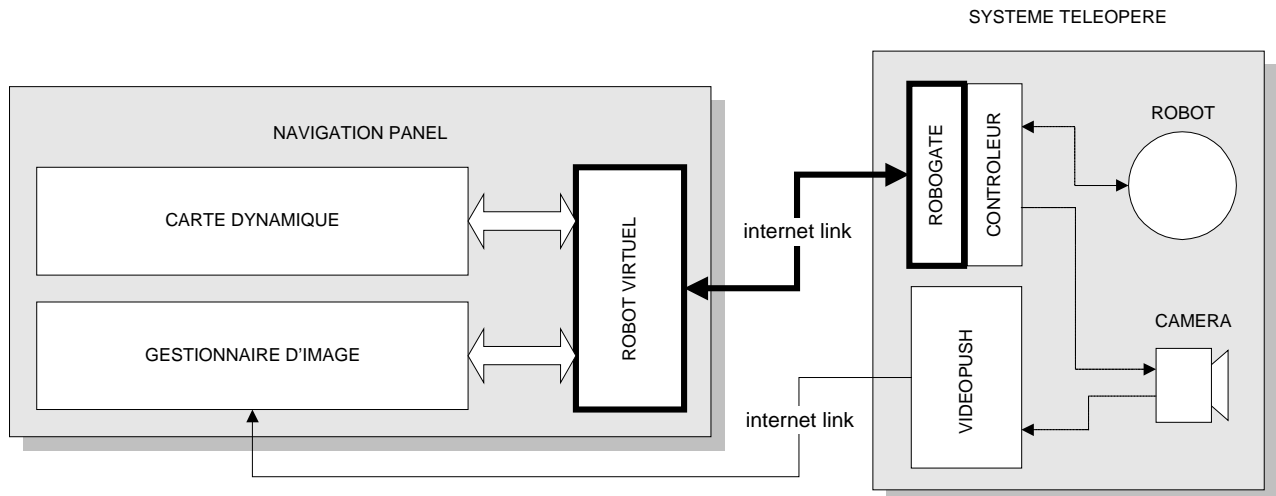 SYSTEME TELEOPERE
NAVIGATION PANEL
CARTE DYNAMIQUE
GESTIONNAIRE D'IMAGE
ROBOT VIRTUEL
internet link
internet link
ROBOGATE
CONTROLEUR
ROBOT
VIDEOPUSH
CAMERA